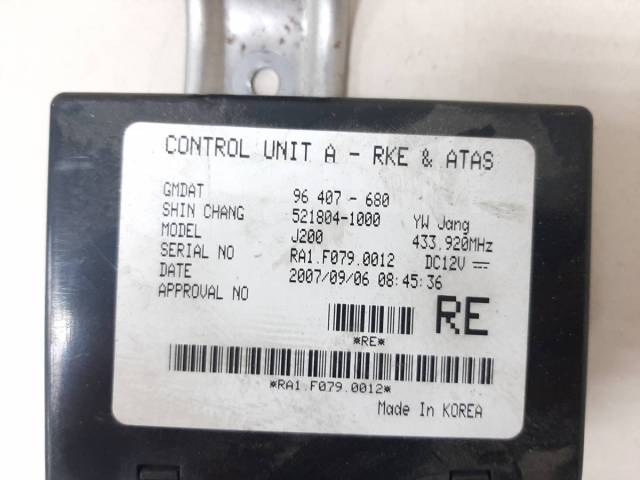 CONTROL UNIT A - RKE & ATAS
GMDAT 96 407 - 680
SHIN CHANG 521804-1000 YW Jang
MODEL J200 433.920MHz
SERIAL NO RA1.F079.0012 DC12V
DATE 2007/09/06 08:45:36
APPROVAL NO
RE
*RE*
*RA1.F079.0012*
Made In KOREA